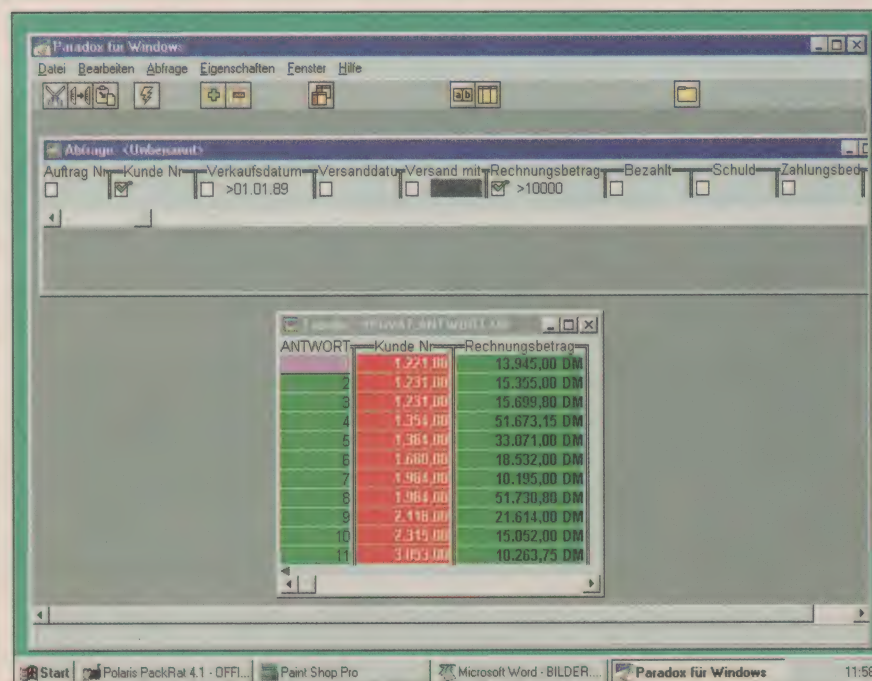 Paradox für Windows
Datei Bearbeiten Abfrage Eigenschaften Fenster Hilfe
Abfrage <Unbenannt>
Auftrag Nr Kunde Nr Verkaufsdatum Versanddatu Versand mit Rechnungsbetrag Bezahlt Schuld Zahlungsbed
>01.01.89 >10000
ANTWORT Kunde Nr Rechnungsbetrag
1 1.221,00 13.945,00 DM
2 1.231,00 15.355,00 DM
3 1.231,00 15.699,80 DM
4 1.354,00 51.673,15 DM
5 1.384,00 33.071,00 DM
6 1.680,00 18.532,00 DM
7 1.984,00 10.195,00 DM
8 1.984,00 51.730,80 DM
9 2.118,00 21.614,00 DM
10 2.315,00 15.052,00 DM
11 3.053,00 10.263,75 DM
Start Polaris PackRat 4.1 - OFFI... Paint Shop Pro Microsoft Word - BILDER.... Paradox für Windows 11:58